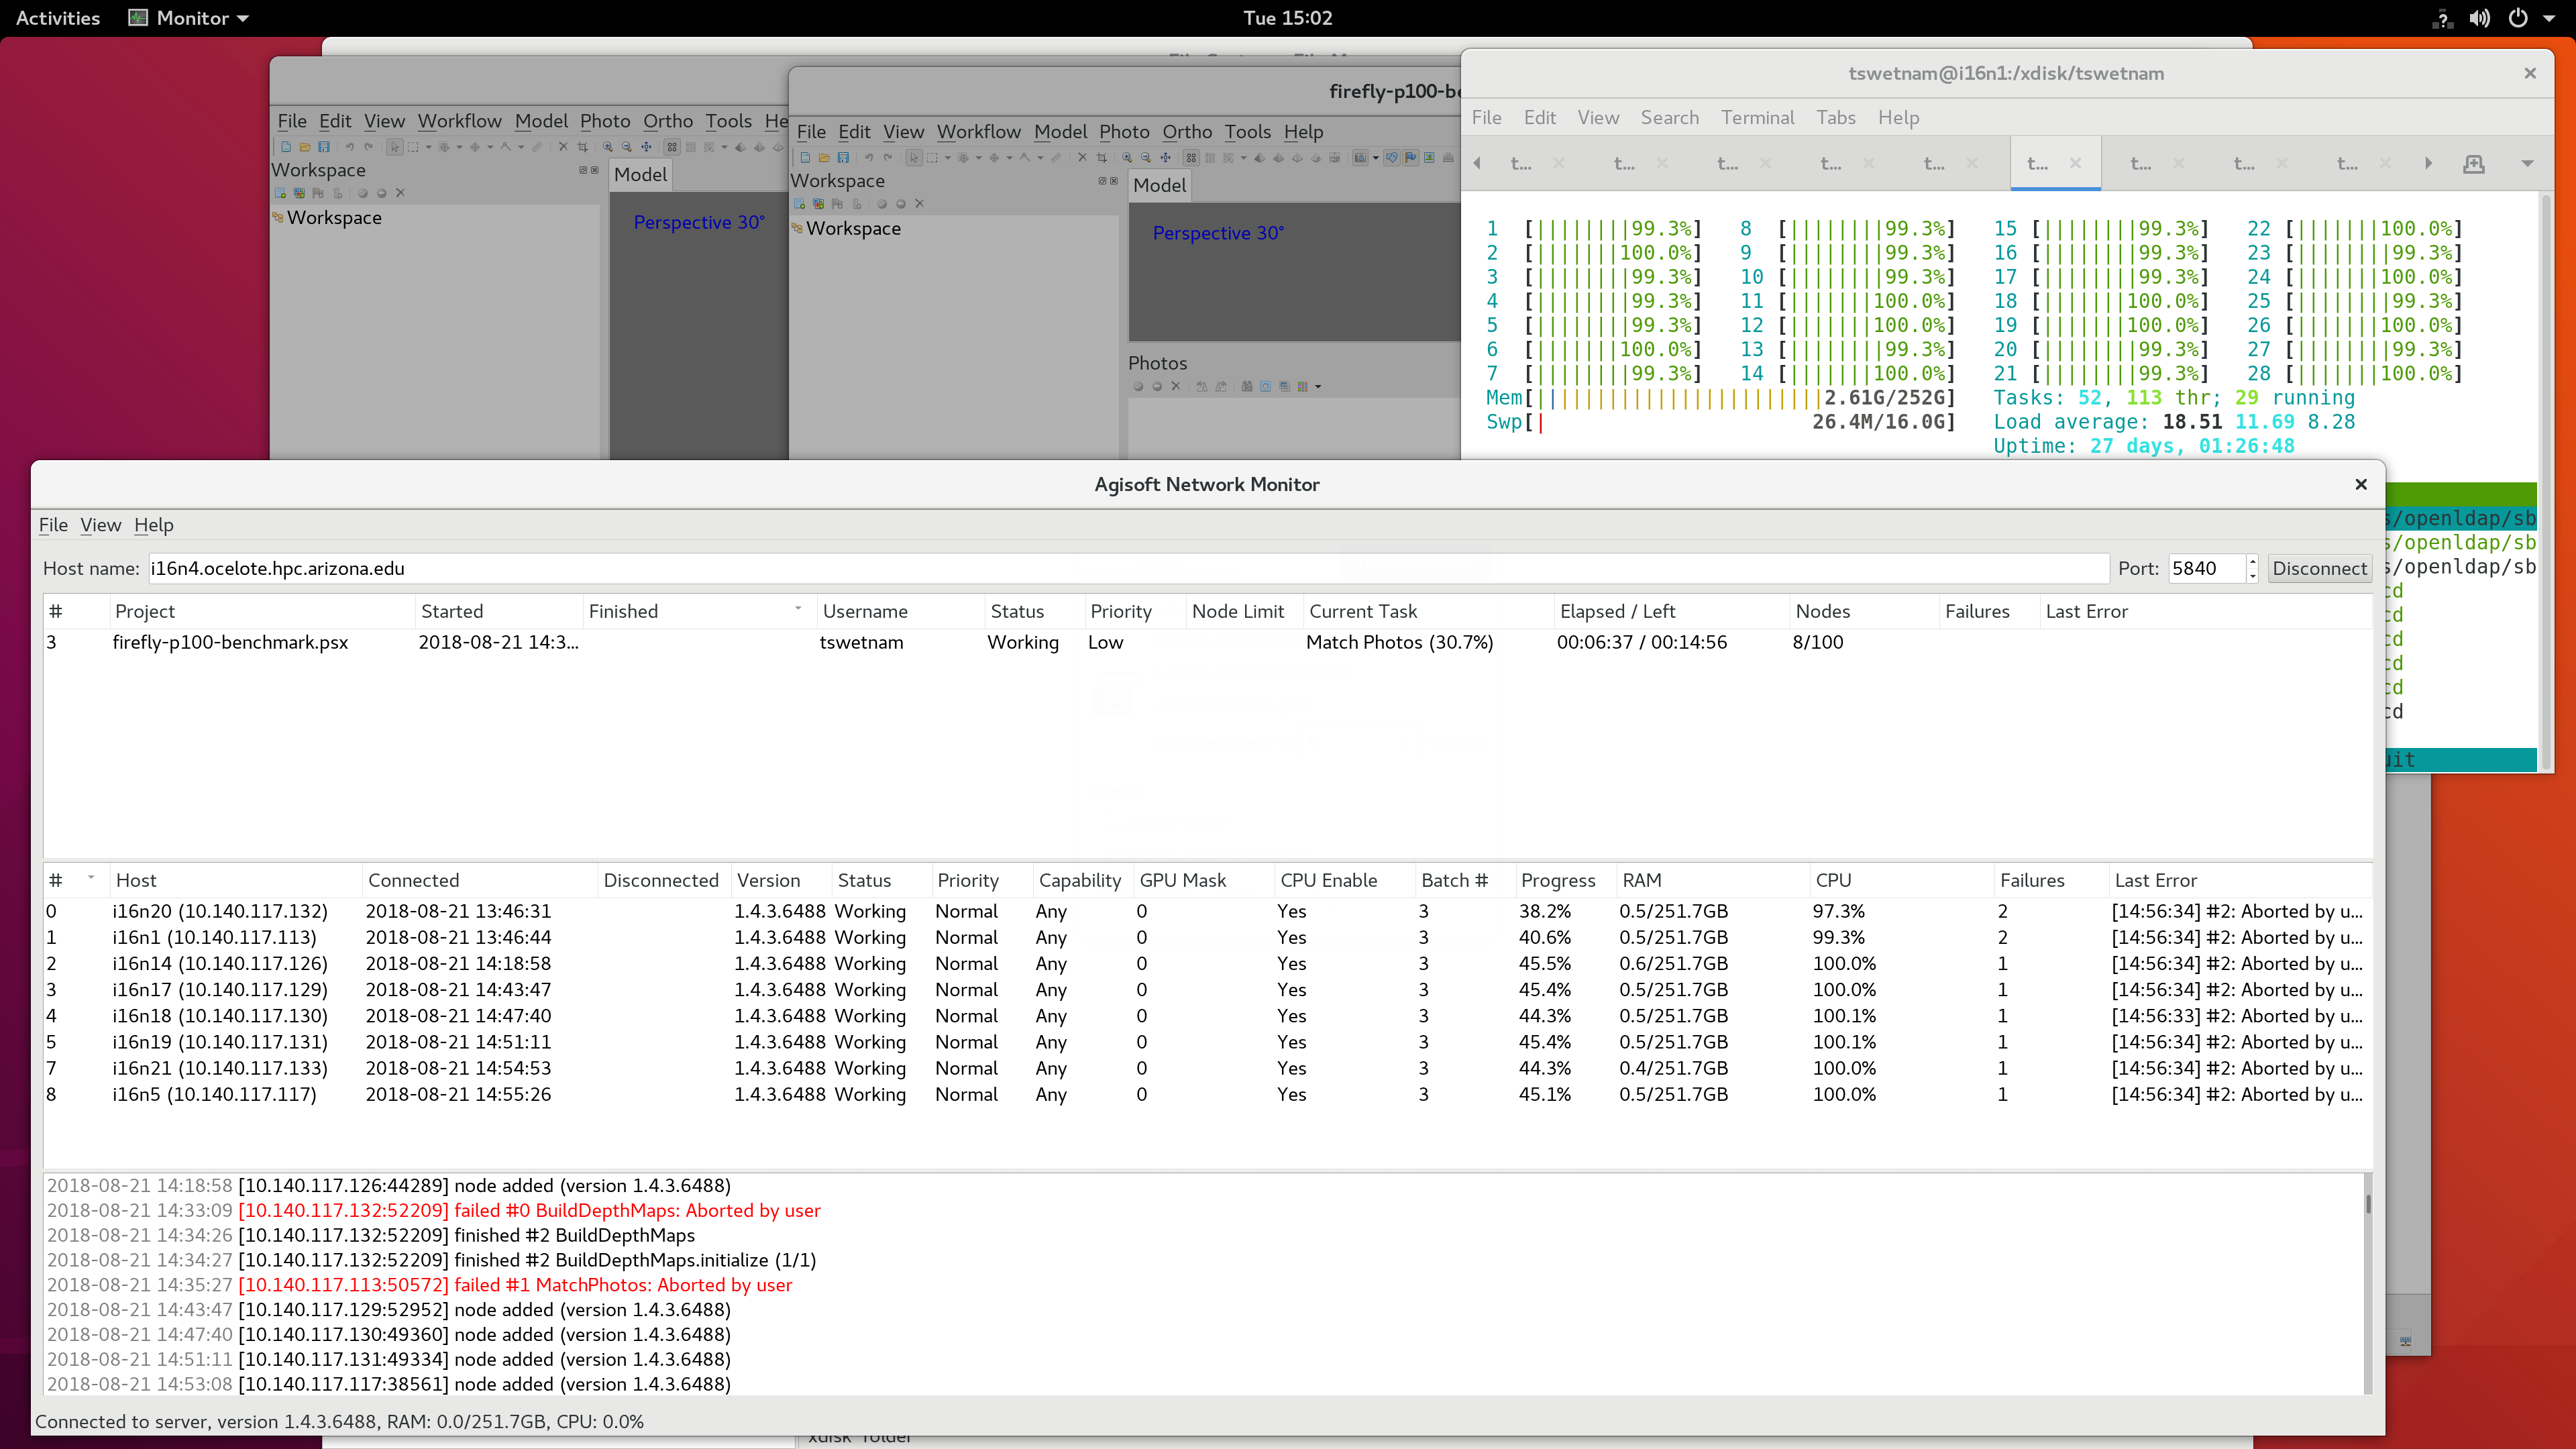 Activities Monitor Tue 15:02
File Edit View Workflow Model Photo Ortho Tools He
Workspace
Model
Workspace
Perspective 30°
firefly-p100-be
File Edit View Workflow Model Photo Ortho Tools Help
Workspace
Model
Workspace
Perspective 30°
Photos
tswetnam@i16n1:/xdisk/tswetnam
File Edit View Search Terminal Tabs Help
t... t... t... t... t... t... t... t... t...
1 [||||||||99.3%] 8 [||||||||99.3%] 15 [||||||||99.3%] 22 [|||||||100.0%]
2 [|||||||100.0%] 9 [||||||||99.3%] 16 [||||||||99.3%] 23 [||||||||99.3%]
3 [||||||||99.3%] 10 [||||||||99.3%] 17 [||||||||99.3%] 24 [|||||||100.0%]
4 [||||||||99.3%] 11 [|||||||100.0%] 18 [|||||||100.0%] 25 [||||||||99.3%]
5 [||||||||99.3%] 12 [|||||||100.0%] 19 [|||||||100.0%] 26 [|||||||100.0%]
6 [|||||||100.0%] 13 [||||||||99.3%] 20 [||||||||99.3%] 27 [||||||||99.3%]
7 [||||||||99.3%] 14 [|||||||100.0%] 21 [||||||||99.3%] 28 [|||||||100.0%]
Mem[||||||||||||||||||||||||2.61G/252G] Tasks: 52, 113 thr; 29 running
Swp[| 26.4M/16.0G] Load average: 18.51 11.69 8.28
Uptime: 27 days, 01:26:48
s/openldap/sb
s/openldap/sb
s/openldap/sb
cd
cd
cd
cd
cd
cd
uit
Agisoft Network Monitor
File View Help
Host name: i16n4.ocelote.hpc.arizona.edu Port: 5840 Disconnect
# Project Started Finished Username Status Priority Node Limit Current Task Elapsed / Left Nodes Failures Last Error
3 firefly-p100-benchmark.psx 2018-08-21 14:3... tswetnam Working Low Match Photos (30.7%) 00:06:37 / 00:14:56 8/100
# Host Connected Disconnected Version Status Priority Capability GPU Mask CPU Enable Batch # Progress RAM CPU Failures Last Error
0 i16n20 (10.140.117.132) 2018-08-21 13:46:31 1.4.3.6488 Working Normal Any 0 Yes 3 38.2% 0.5/251.7GB 97.3% 2 [14:56:34] #2: Aborted by u...
1 i16n1 (10.140.117.113) 2018-08-21 13:46:44 1.4.3.6488 Working Normal Any 0 Yes 3 40.6% 0.5/251.7GB 99.3% 2 [14:56:34] #2: Aborted by u...
2 i16n14 (10.140.117.126) 2018-08-21 14:18:58 1.4.3.6488 Working Normal Any 0 Yes 3 45.5% 0.6/251.7GB 100.0% 1 [14:56:34] #2: Aborted by u...
3 i16n17 (10.140.117.129) 2018-08-21 14:43:47 1.4.3.6488 Working Normal Any 0 Yes 3 45.4% 0.5/251.7GB 100.0% 1 [14:56:34] #2: Aborted by u...
4 i16n18 (10.140.117.130) 2018-08-21 14:47:40 1.4.3.6488 Working Normal Any 0 Yes 3 44.3% 0.5/251.7GB 100.1% 1 [14:56:33] #2: Aborted by u...
5 i16n19 (10.140.117.131) 2018-08-21 14:51:11 1.4.3.6488 Working Normal Any 0 Yes 3 45.4% 0.5/251.7GB 100.1% 1 [14:56:34] #2: Aborted by u...
7 i16n21 (10.140.117.133) 2018-08-21 14:54:53 1.4.3.6488 Working Normal Any 0 Yes 3 44.3% 0.4/251.7GB 100.0% 1 [14:56:34] #2: Aborted by u...
8 i16n5 (10.140.117.117) 2018-08-21 14:55:26 1.4.3.6488 Working Normal Any 0 Yes 3 45.1% 0.5/251.7GB 100.0% 1 [14:56:34] #2: Aborted by u...
2018-08-21 14:18:58 [10.140.117.126:44289] node added (version 1.4.3.6488)
2018-08-21 14:33:09 [10.140.117.132:52209] failed #0 BuildDepthMaps: Aborted by user
2018-08-21 14:34:26 [10.140.117.132:52209] finished #2 BuildDepthMaps
2018-08-21 14:34:27 [10.140.117.132:52209] finished #2 BuildDepthMaps.initialize (1/1)
2018-08-21 14:35:27 [10.140.117.113:50572] failed #1 MatchPhotos: Aborted by user
2018-08-21 14:43:47 [10.140.117.129:52952] node added (version 1.4.3.6488)
2018-08-21 14:47:40 [10.140.117.130:49360] node added (version 1.4.3.6488)
2018-08-21 14:51:11 [10.140.117.131:49334] node added (version 1.4.3.6488)
2018-08-21 14:53:08 [10.140.117.117:38561] node added (version 1.4.3.6488)
Connected to server, version 1.4.3.6488, RAM: 0.0/251.7GB, CPU: 0.0%